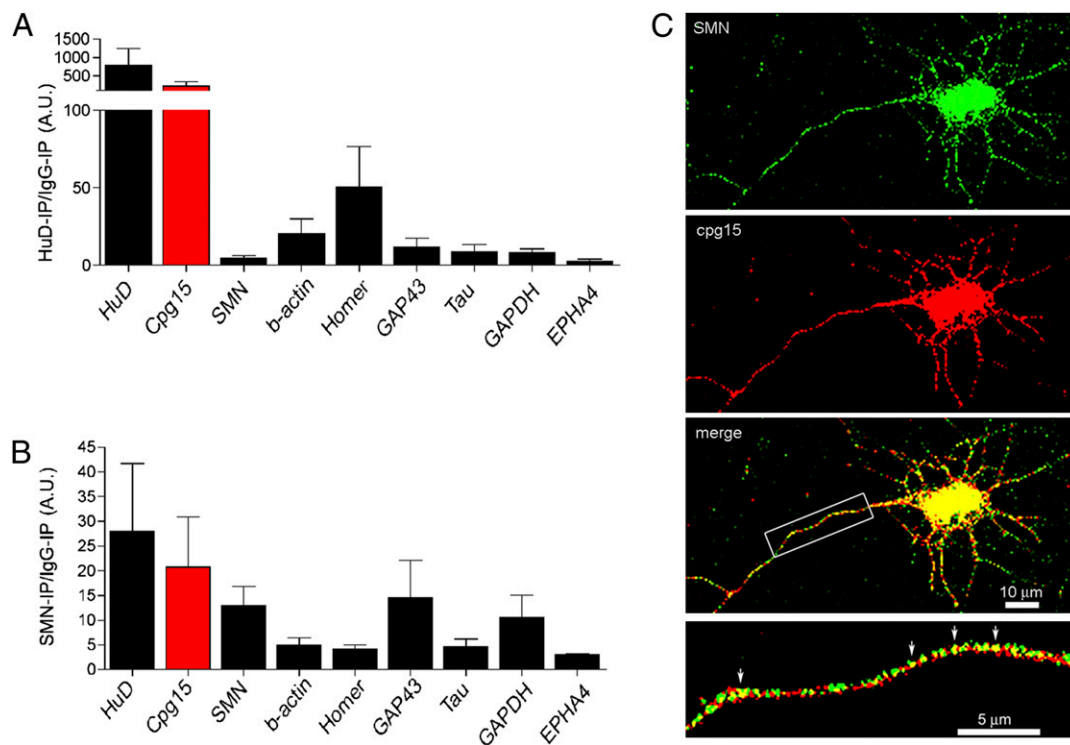 A
HuD-IP/IgG-IP (A.U.)
1500
1000
500
100
50
0
HuD
Cpg15
SMN
b-actin
Homer
GAP43
Tau
GAPDH
EPHA4
B
SMN-IP/IgG-IP (A.U.)
45
40
35
30
25
20
15
10
5
0
HuD
Cpg15
SMN
b-actin
Homer
GAP43
Tau
GAPDH
EPHA4
C
SMN
cpg15
merge
10 μm
5 μm